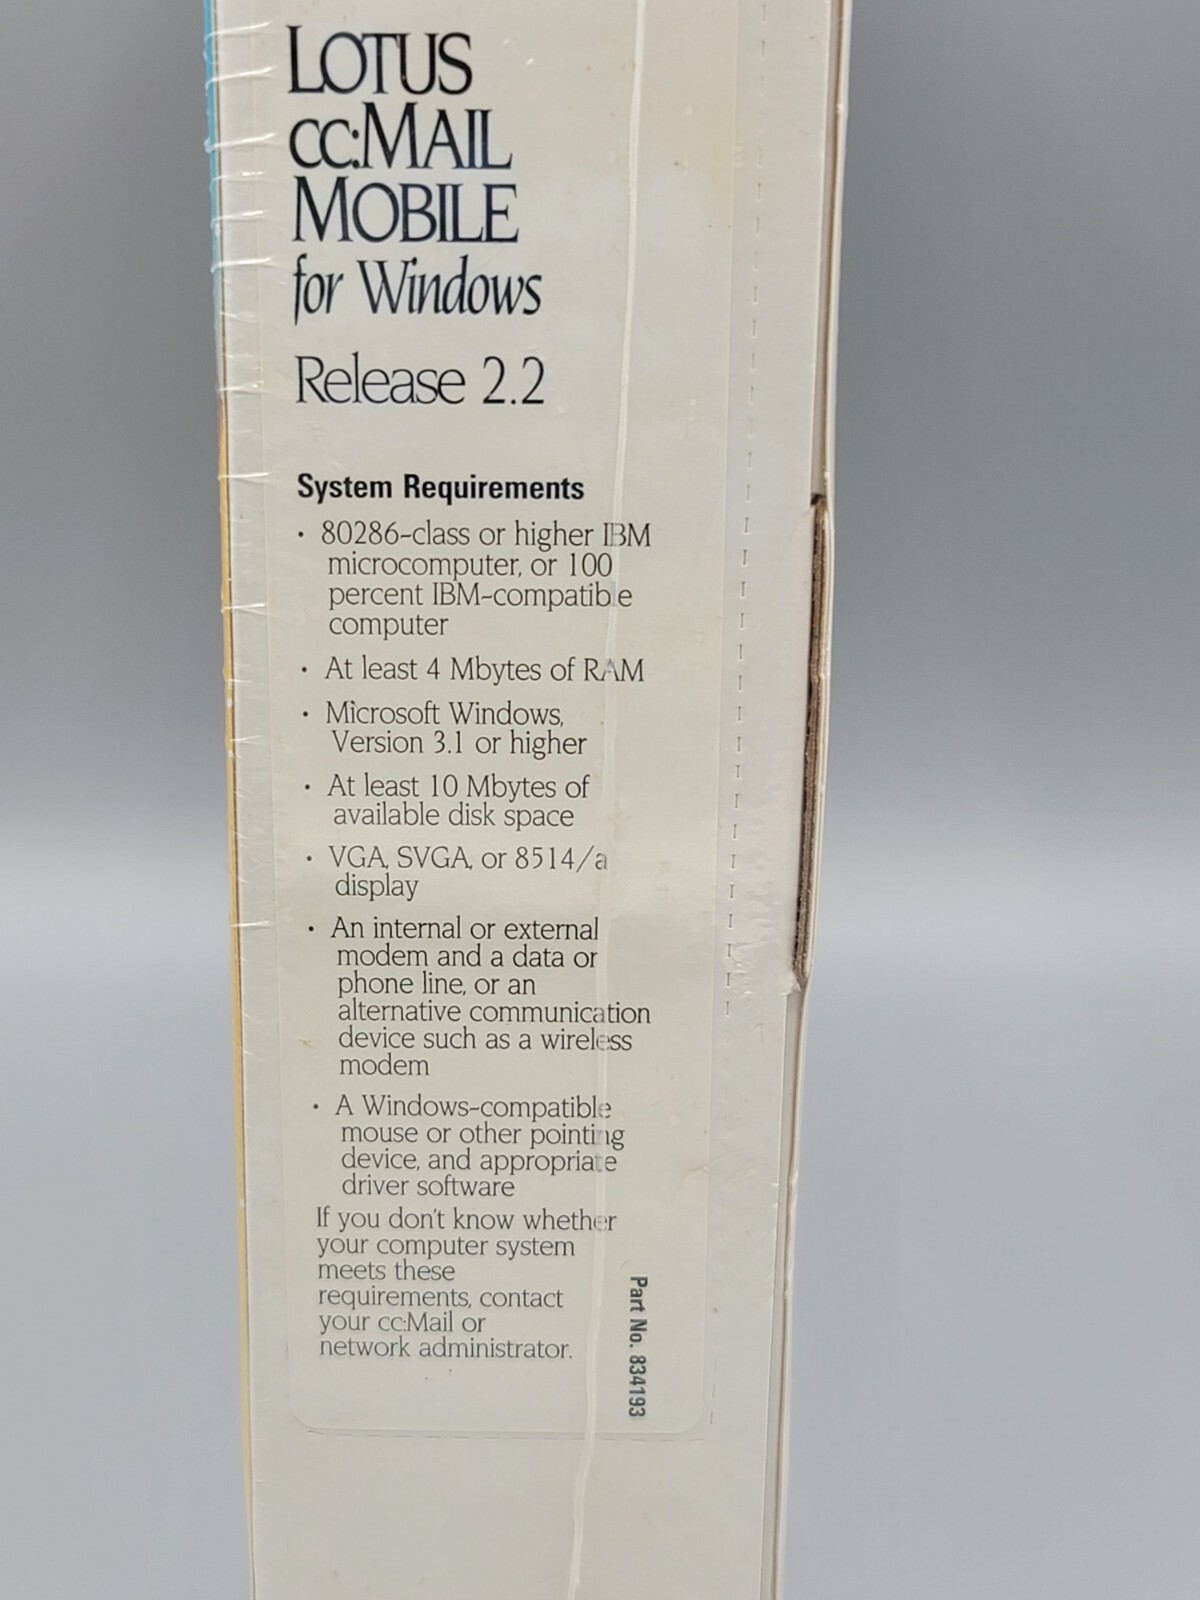 LOTUS
cc:MAIL
MOBILE
for Windows
Release 2.2
System Requirements
· 80286-class or higher IBM
microcomputer, or 100
percent IBM-compatible
computer
· At least 4 Mbytes of RAM
· Microsoft Windows,
Version 3.1 or higher
· At least 10 Mbytes of
available disk space
· VGA, SVGA, or 8514/a
display
· An internal or external
modem and a data or
phone line, or an
alternative communication
device such as a wireless
modem
· A Windows-compatible
mouse or other pointing
device, and appropriate
driver software
If you don't know whether
your computer system
meets these
requirements, contact
your cc:Mail or
network administrator.
Part No. 834193